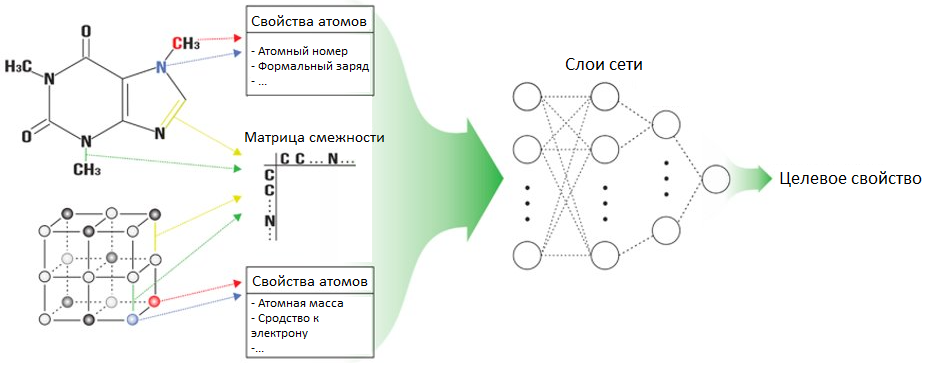 Свойства атомов
- Атомный номер
- Формальный заряд
- ...
O
CH₃
H₃C
N
N
O
N
N
CH₃
Матрица смежности
C C ... N ...
C
C
⋮
N
⋮
Свойства атомов
- Атомная масса
- Сродство к
электрону
-...
Слои сети
Целевое свойство